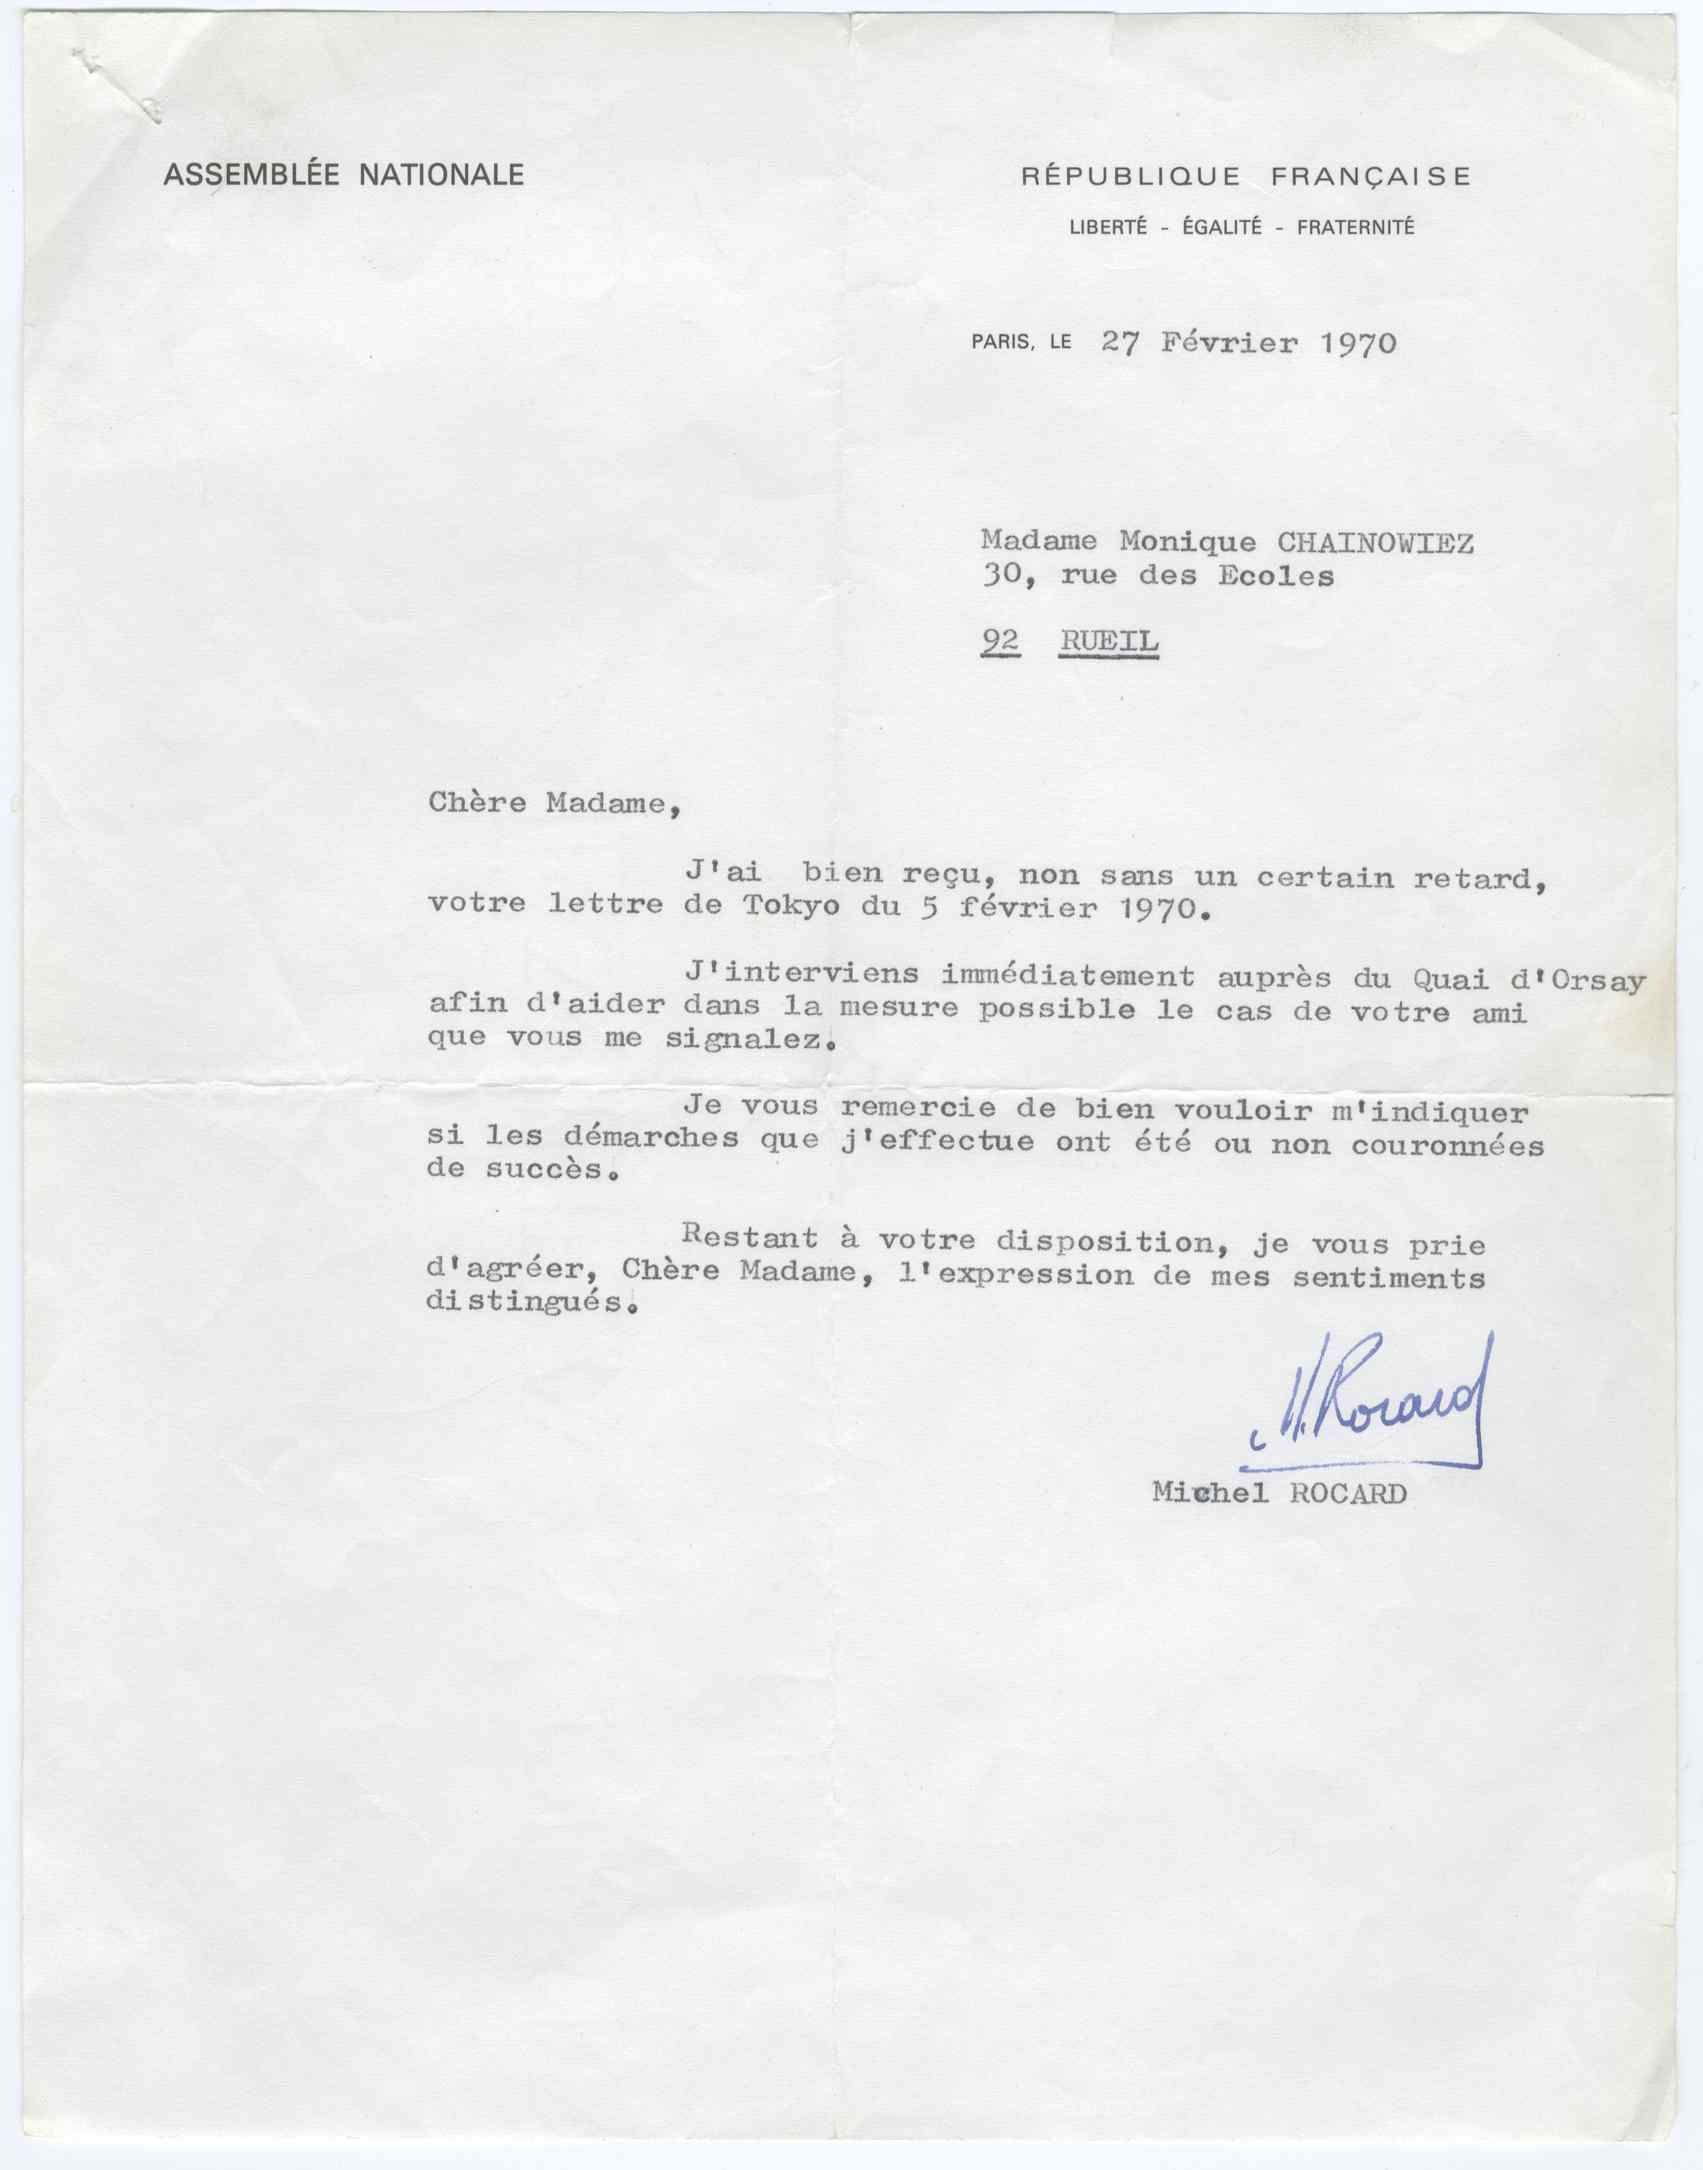 ASSEMBLÉE NATIONALE
RÉPUBLIQUE FRANÇAISE
LIBERTÉ - ÉGALITÉ - FRATERNITÉ
PARIS, LE 27 Février 1970
Madame Monique CHAINOWIEZ
30, rue des Ecoles
92 RUEIL
Chère Madame,
J'ai bien reçu, non sans un certain retard,
votre lettre de Tokyo du 5 février 1970.
J'interviens immédiatement auprès du Quai d'Orsay
afin d'aider dans la mesure possible le cas de votre ami
que vous me signalez.
Je vous remercie de bien vouloir m'indiquer
si les démarches que j'effectue ont été ou non couronnées
de succès.
Restant à votre disposition, je vous prie
d'agréer, Chère Madame, l'expression de mes sentiments
distingués.
M. Rocard
Michel ROCARD